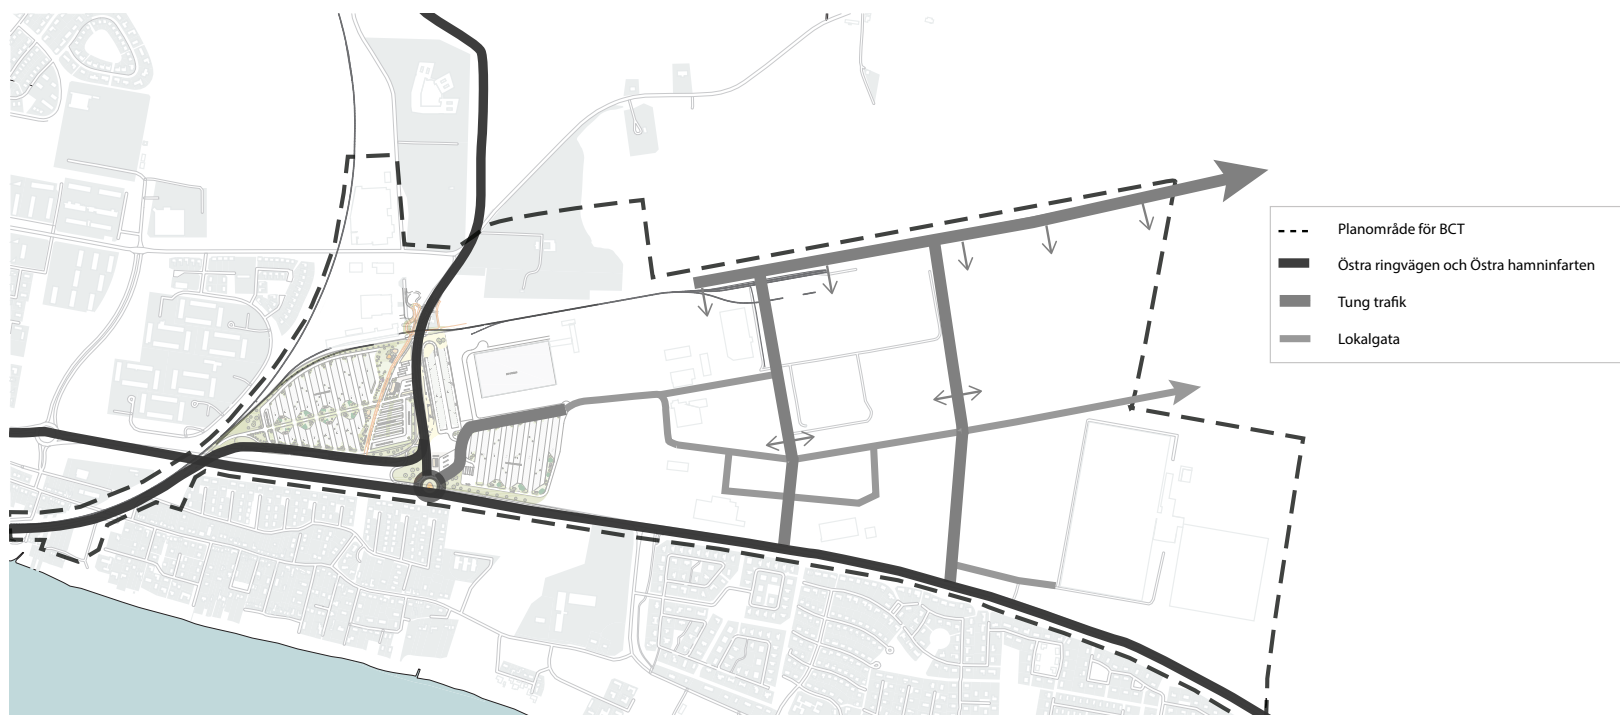 Planområde för BCT
Östra ringvägen och Östra hamninfarten
Tung trafik
Lokalgata